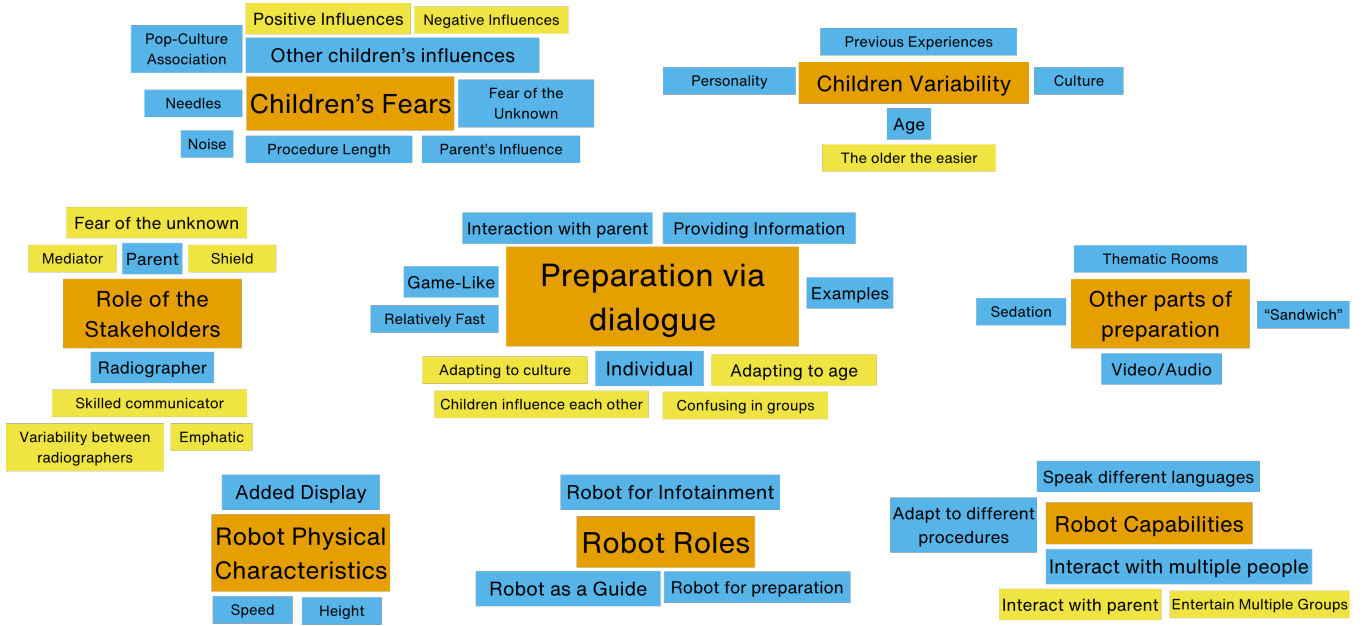 Positive Influences
Negative Influences
Pop-Culture
Association
Other children's influences
Needles
Children's Fears
Fear of the
Unknown
Noise
Procedure Length
Parent's Influence
Previous Experiences
Personality
Children Variability
Culture
Age
The older the easier
Fear of the unknown
Mediator
Parent
Shield
Role of the
Stakeholders
Radiographer
Skilled communicator
Variability between
radiographers
Emphatic
Interaction with parent
Providing Information
Game-Like
Relatively Fast
Preparation via
dialogue
Examples
Adapting to culture
Individual
Adapting to age
Children influence each other
Confusing in groups
Thematic Rooms
Sedation
Other parts of
preparation
“Sandwich”
Video/Audio
Added Display
Robot Physical
Characteristics
Speed
Height
Robot for Infotainment
Robot Roles
Robot as a Guide
Robot for preparation
Speak different languages
Adapt to different
procedures
Robot Capabilities
Interact with multiple people
Interact with parent
Entertain Multiple Groups